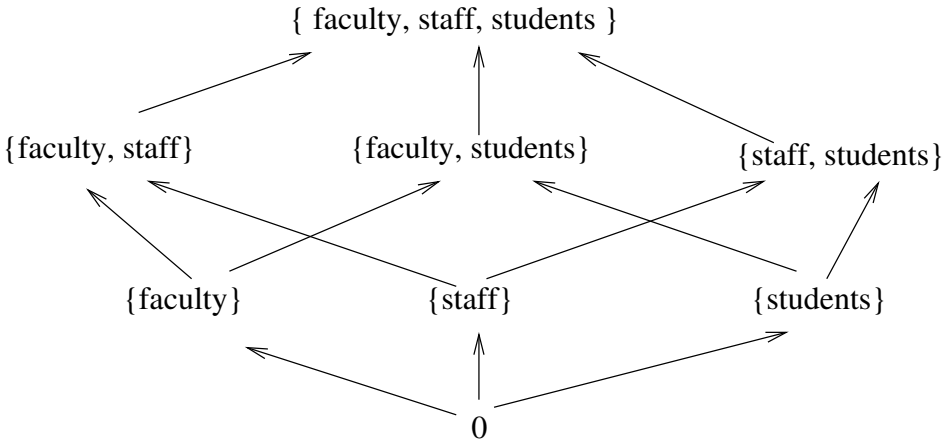 { faculty, staff, students }
{faculty, staff}
{faculty, students}
{staff, students}
{faculty}
{staff}
{students}
0